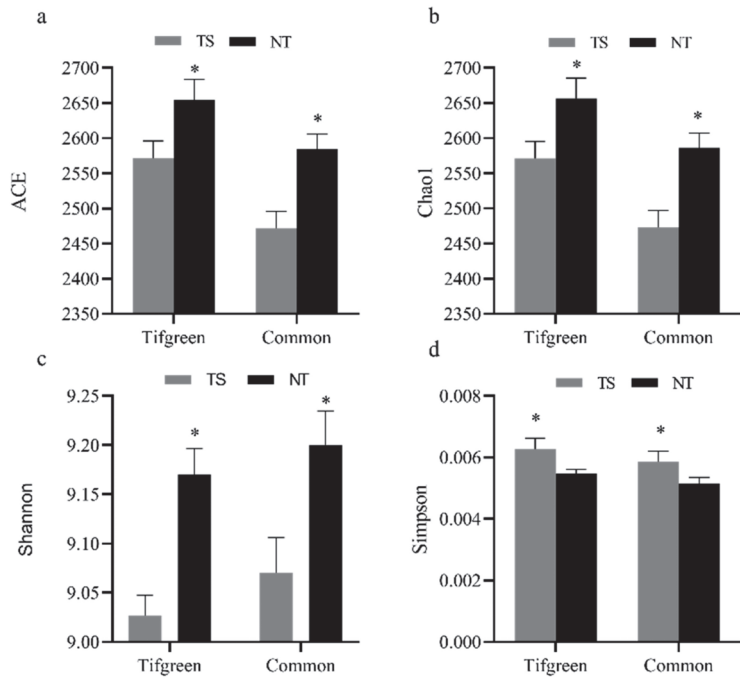 a
TS NT
2700
2650
2600
2550
2500
2450
2400
2350
ACE
*
*
Tifgreen Common
b
TS NT
2700
2650
2600
2550
2500
2450
2400
2350
Chao1
*
*
Tifgreen Common
c
TS NT
9.25
9.20
9.15
9.10
9.05
9.00
Shannon
*
*
Tifgreen Common
d
TS NT
0.008
0.006
0.004
0.002
0.000
Simpson
*
*
Tifgreen Common